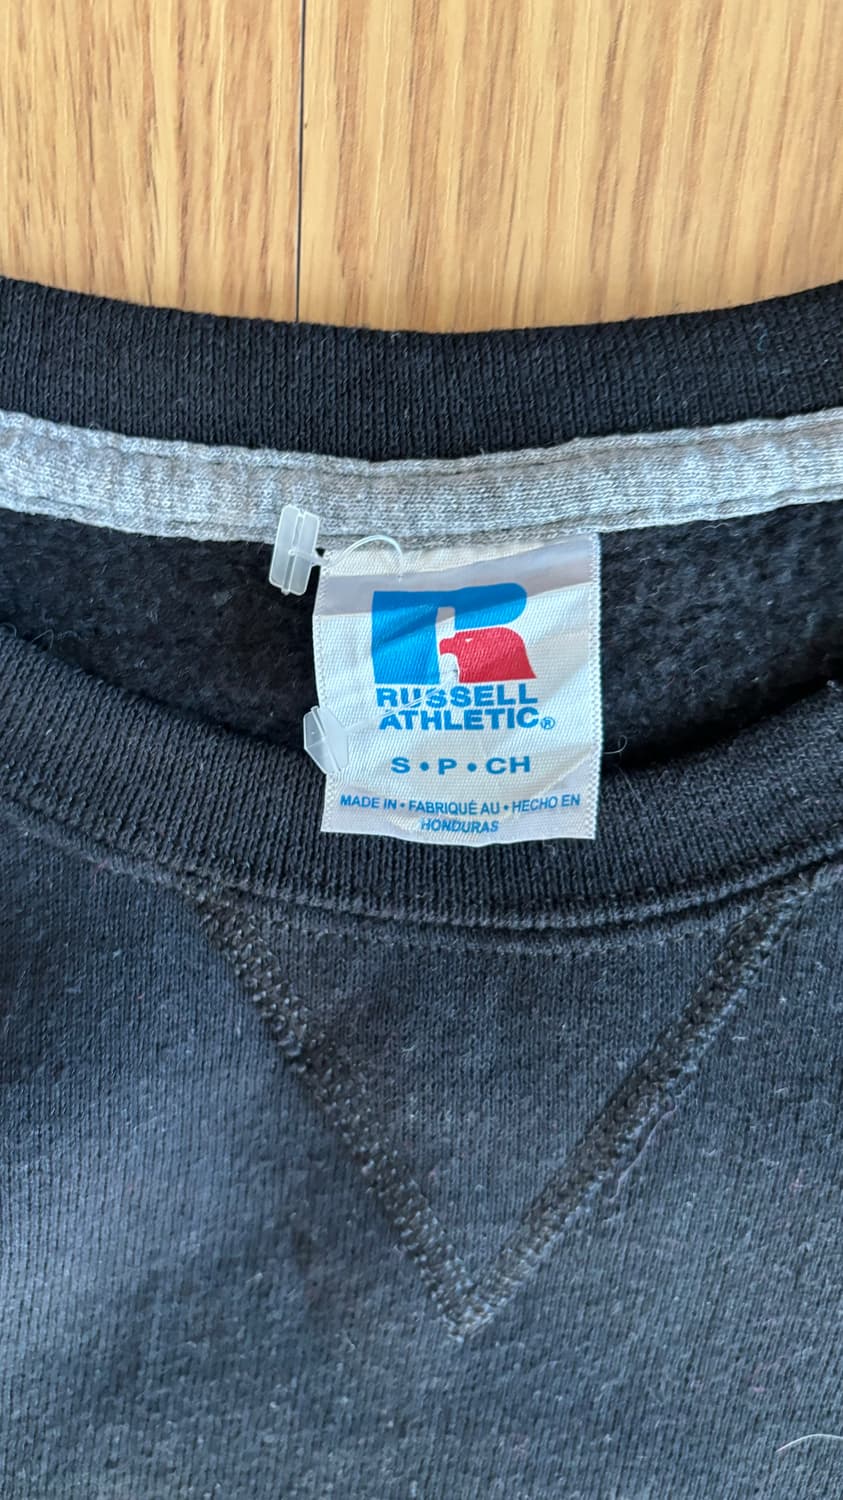 RUSSELL
ATHLETIC®
S • P • CH
MADE IN • FABRIQUÉ AU • HECHO EN
HONDURAS